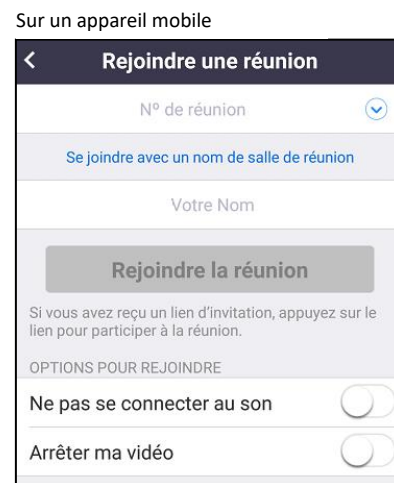 Sur un appareil mobile
Rejoindre une réunion
Nº de réunion
Se joindre avec un nom de salle de réunion
Votre Nom
Rejoindre la réunion
Si vous avez reçu un lien d'invitation, appuyez sur le
lien pour participer à la réunion.
OPTIONS POUR REJOINDRE
Ne pas se connecter au son
Arrêter ma vidéo